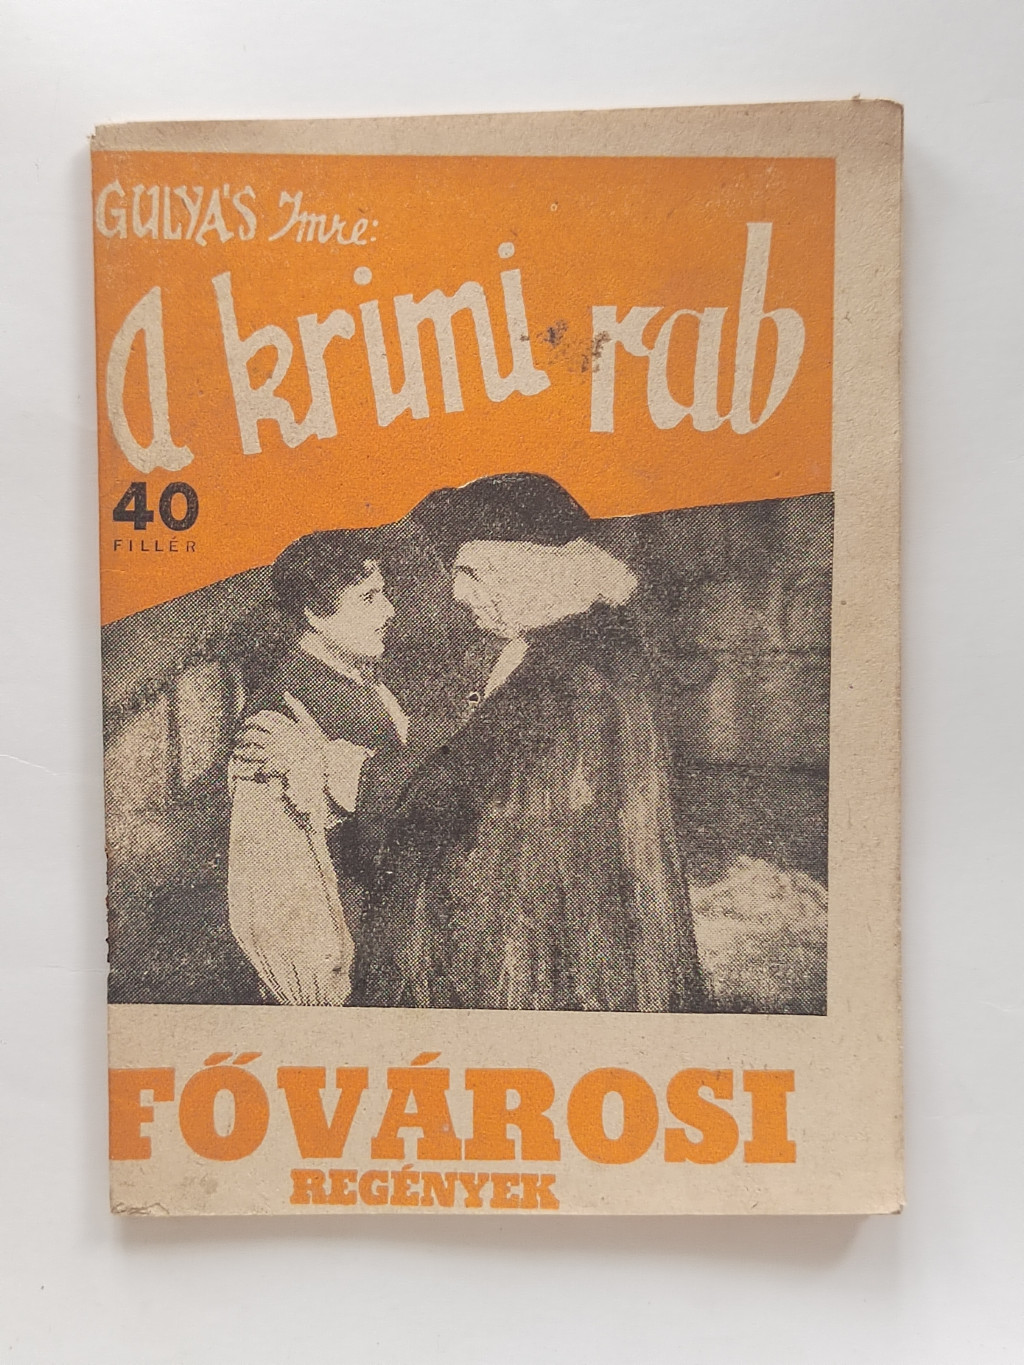 GULYÁS Imre:
A krimi rab
40
FILLÉR
FŐVÁROSI
REGÉNYEK